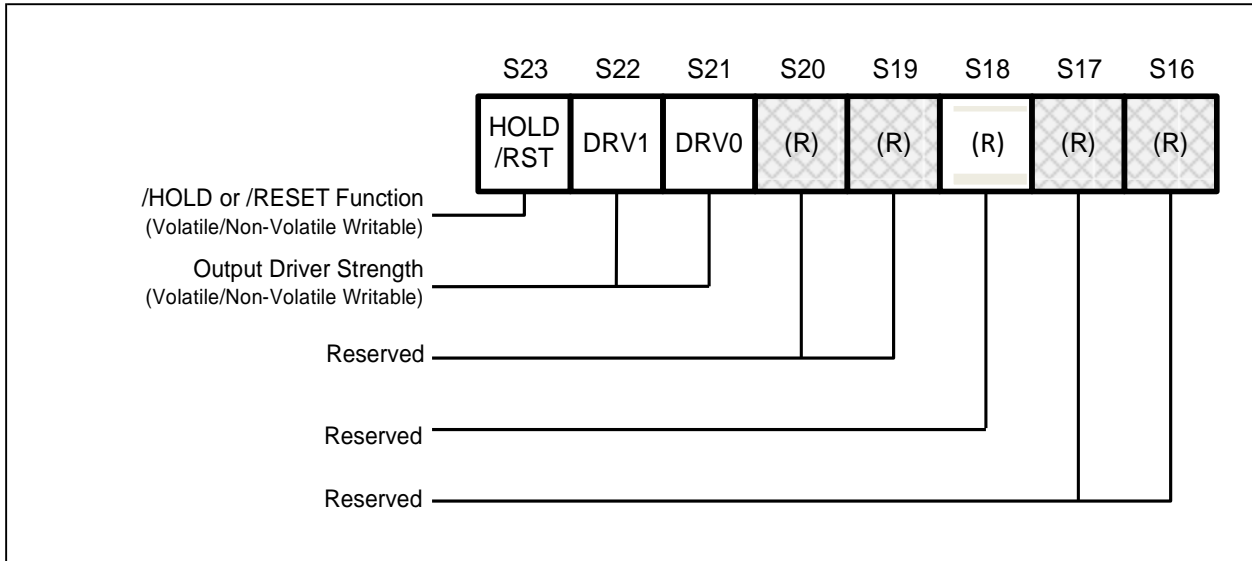 S23 S22 S21 S20 S19 S18 S17 S16
HOLD
/RST DRV1 DRV0 (R) (R) (R) (R) (R)
/HOLD or /RESET Function
(Volatile/Non-Volatile Writable)
Output Driver Strength
(Volatile/Non-Volatile Writable)
Reserved
Reserved
Reserved